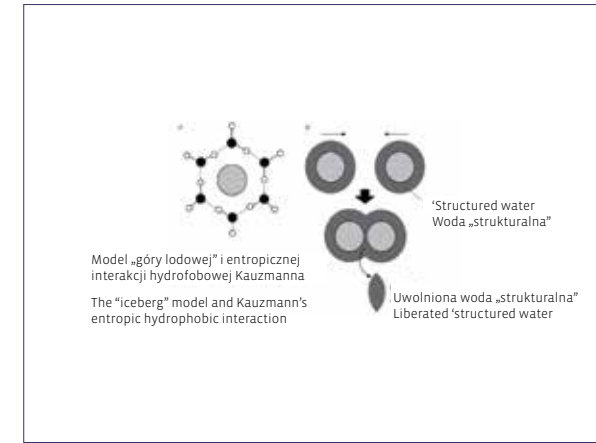 'Structured water
Woda „strukturalna”
Model „góry lodowej” i entropicznej
interakcji hydrofobowej Kauzmanna
The “iceberg” model and Kauzmann’s
entropic hydrophobic interaction
Uwolniona woda „strukturalna”
Liberated ‘structured water